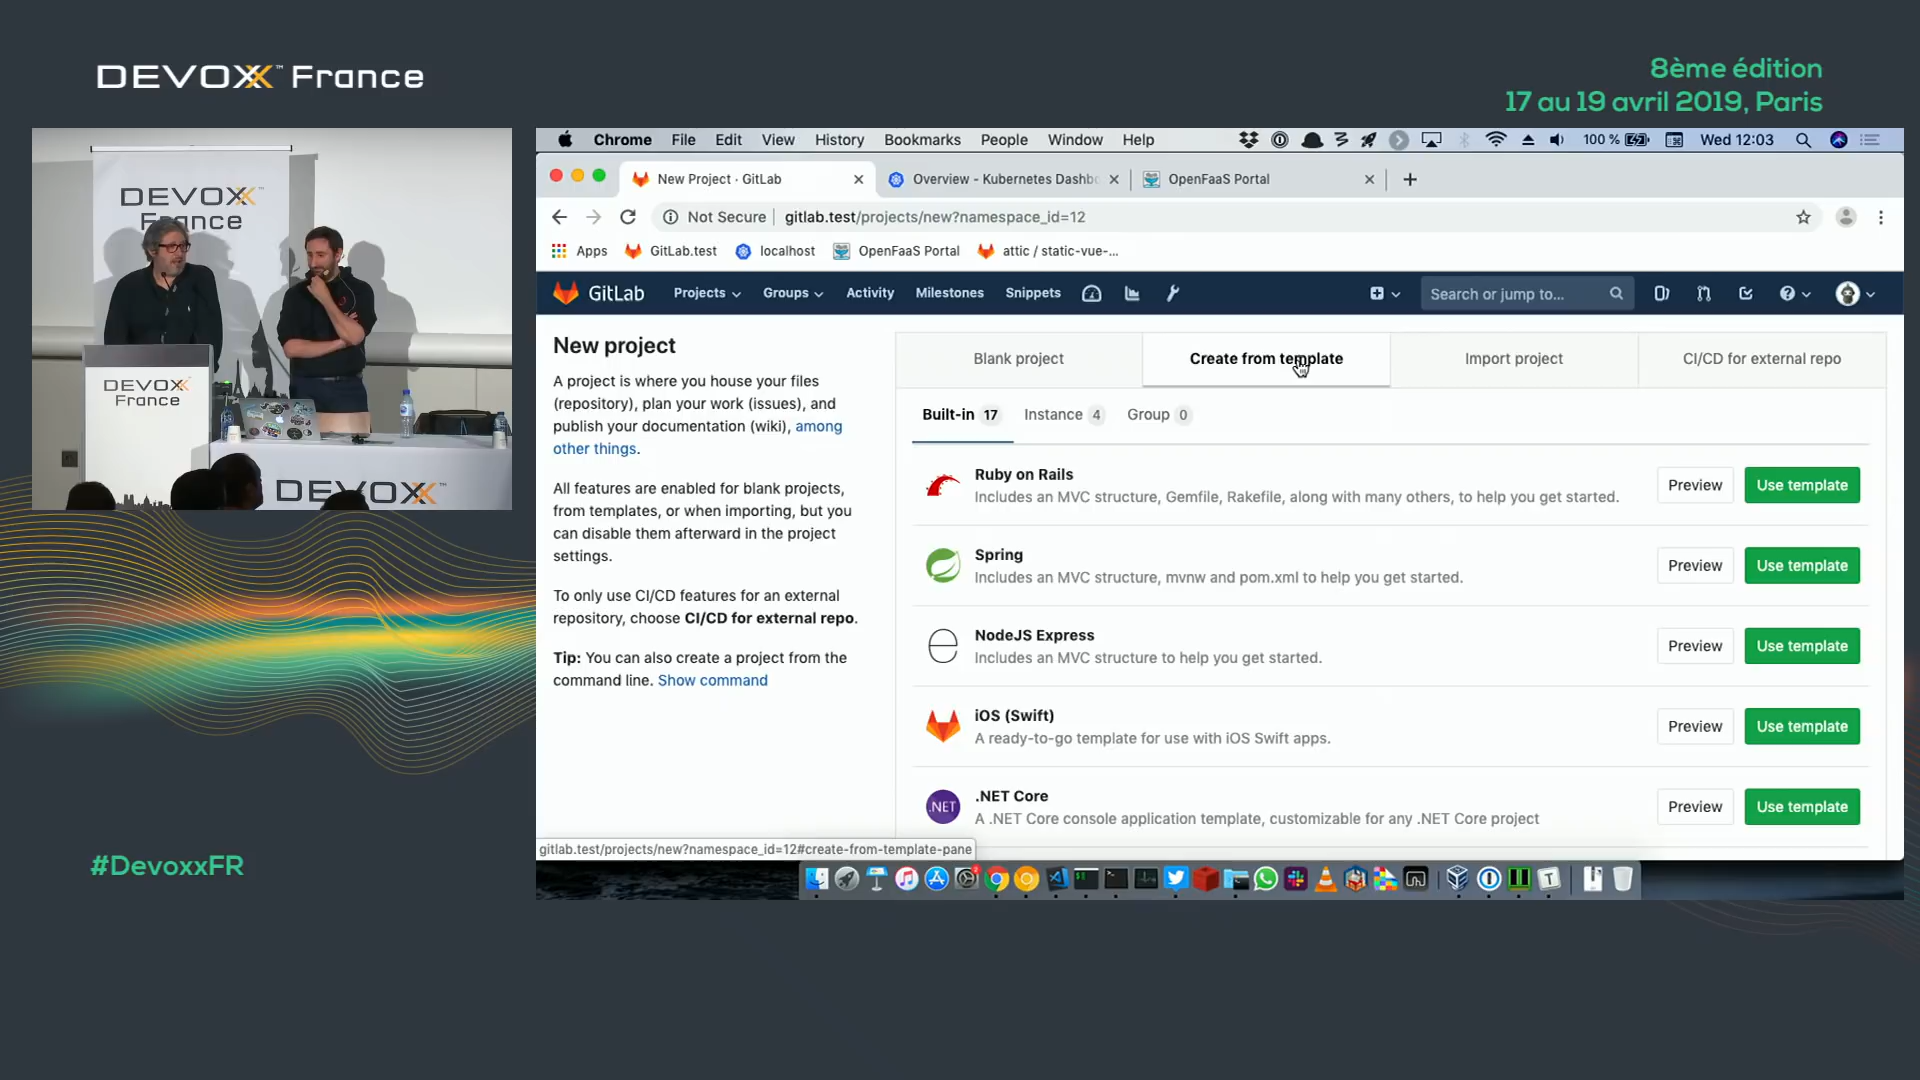 DEVOXX™ France
8ème édition
17 au 19 avril 2019, Paris
DEVOXX™
France
DEVOXX
France
DEVOXX™
#DevoxxFR
Chrome File Edit View History Bookmarks People Window Help
100 % Wed 12:03
New Project · GitLab
Overview - Kubernetes Dashbo
OpenFaaS Portal
Not Secure gitlab.test/projects/new?namespace_id=12
Apps GitLab.test localhost OpenFaaS Portal attic / static-vue-...
GitLab Projects Groups Activity Milestones Snippets Search or jump to...
New project
A project is where you house your files
(repository), plan your work (issues), and
publish your documentation (wiki), among
other things.
All features are enabled for blank projects,
from templates, or when importing, but you
can disable them afterward in the project
settings.
To only use CI/CD features for an external
repository, choose CI/CD for external repo.
Tip: You can also create a project from the
command line. Show command
Blank project Create from template Import project CI/CD for external repo
Built-in 17 Instance 4 Group 0
Ruby on Rails
Includes an MVC structure, Gemfile, Rakefile, along with many others, to help you get started.
Preview Use template
Spring
Includes an MVC structure, mvnw and pom.xml to help you get started.
Preview Use template
NodeJS Express
Includes an MVC structure to help you get started.
Preview Use template
iOS (Swift)
A ready-to-go template for use with iOS Swift apps.
Preview Use template
.NET
.NET Core
A .NET Core console application template, customizable for any .NET Core project
Preview Use template
gitlab.test/projects/new?namespace_id=12#create-from-template-pane